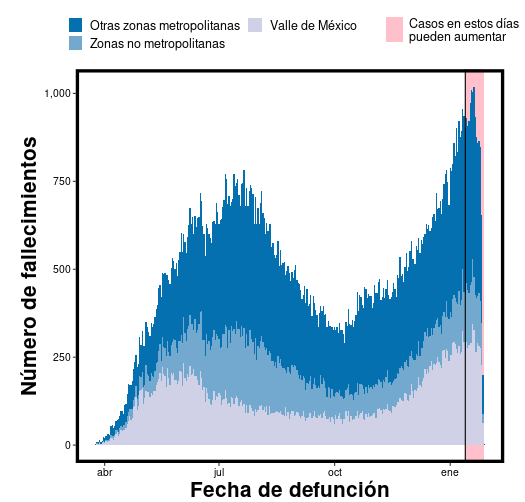 Otras zonas metropolitanas
Zonas no metropolitanas
Valle de México
Casos en estos días
pueden aumentar
Número de fallecimientos
1,000
750
500
250
0
abr
jul
oct
ene
Fecha de defunción